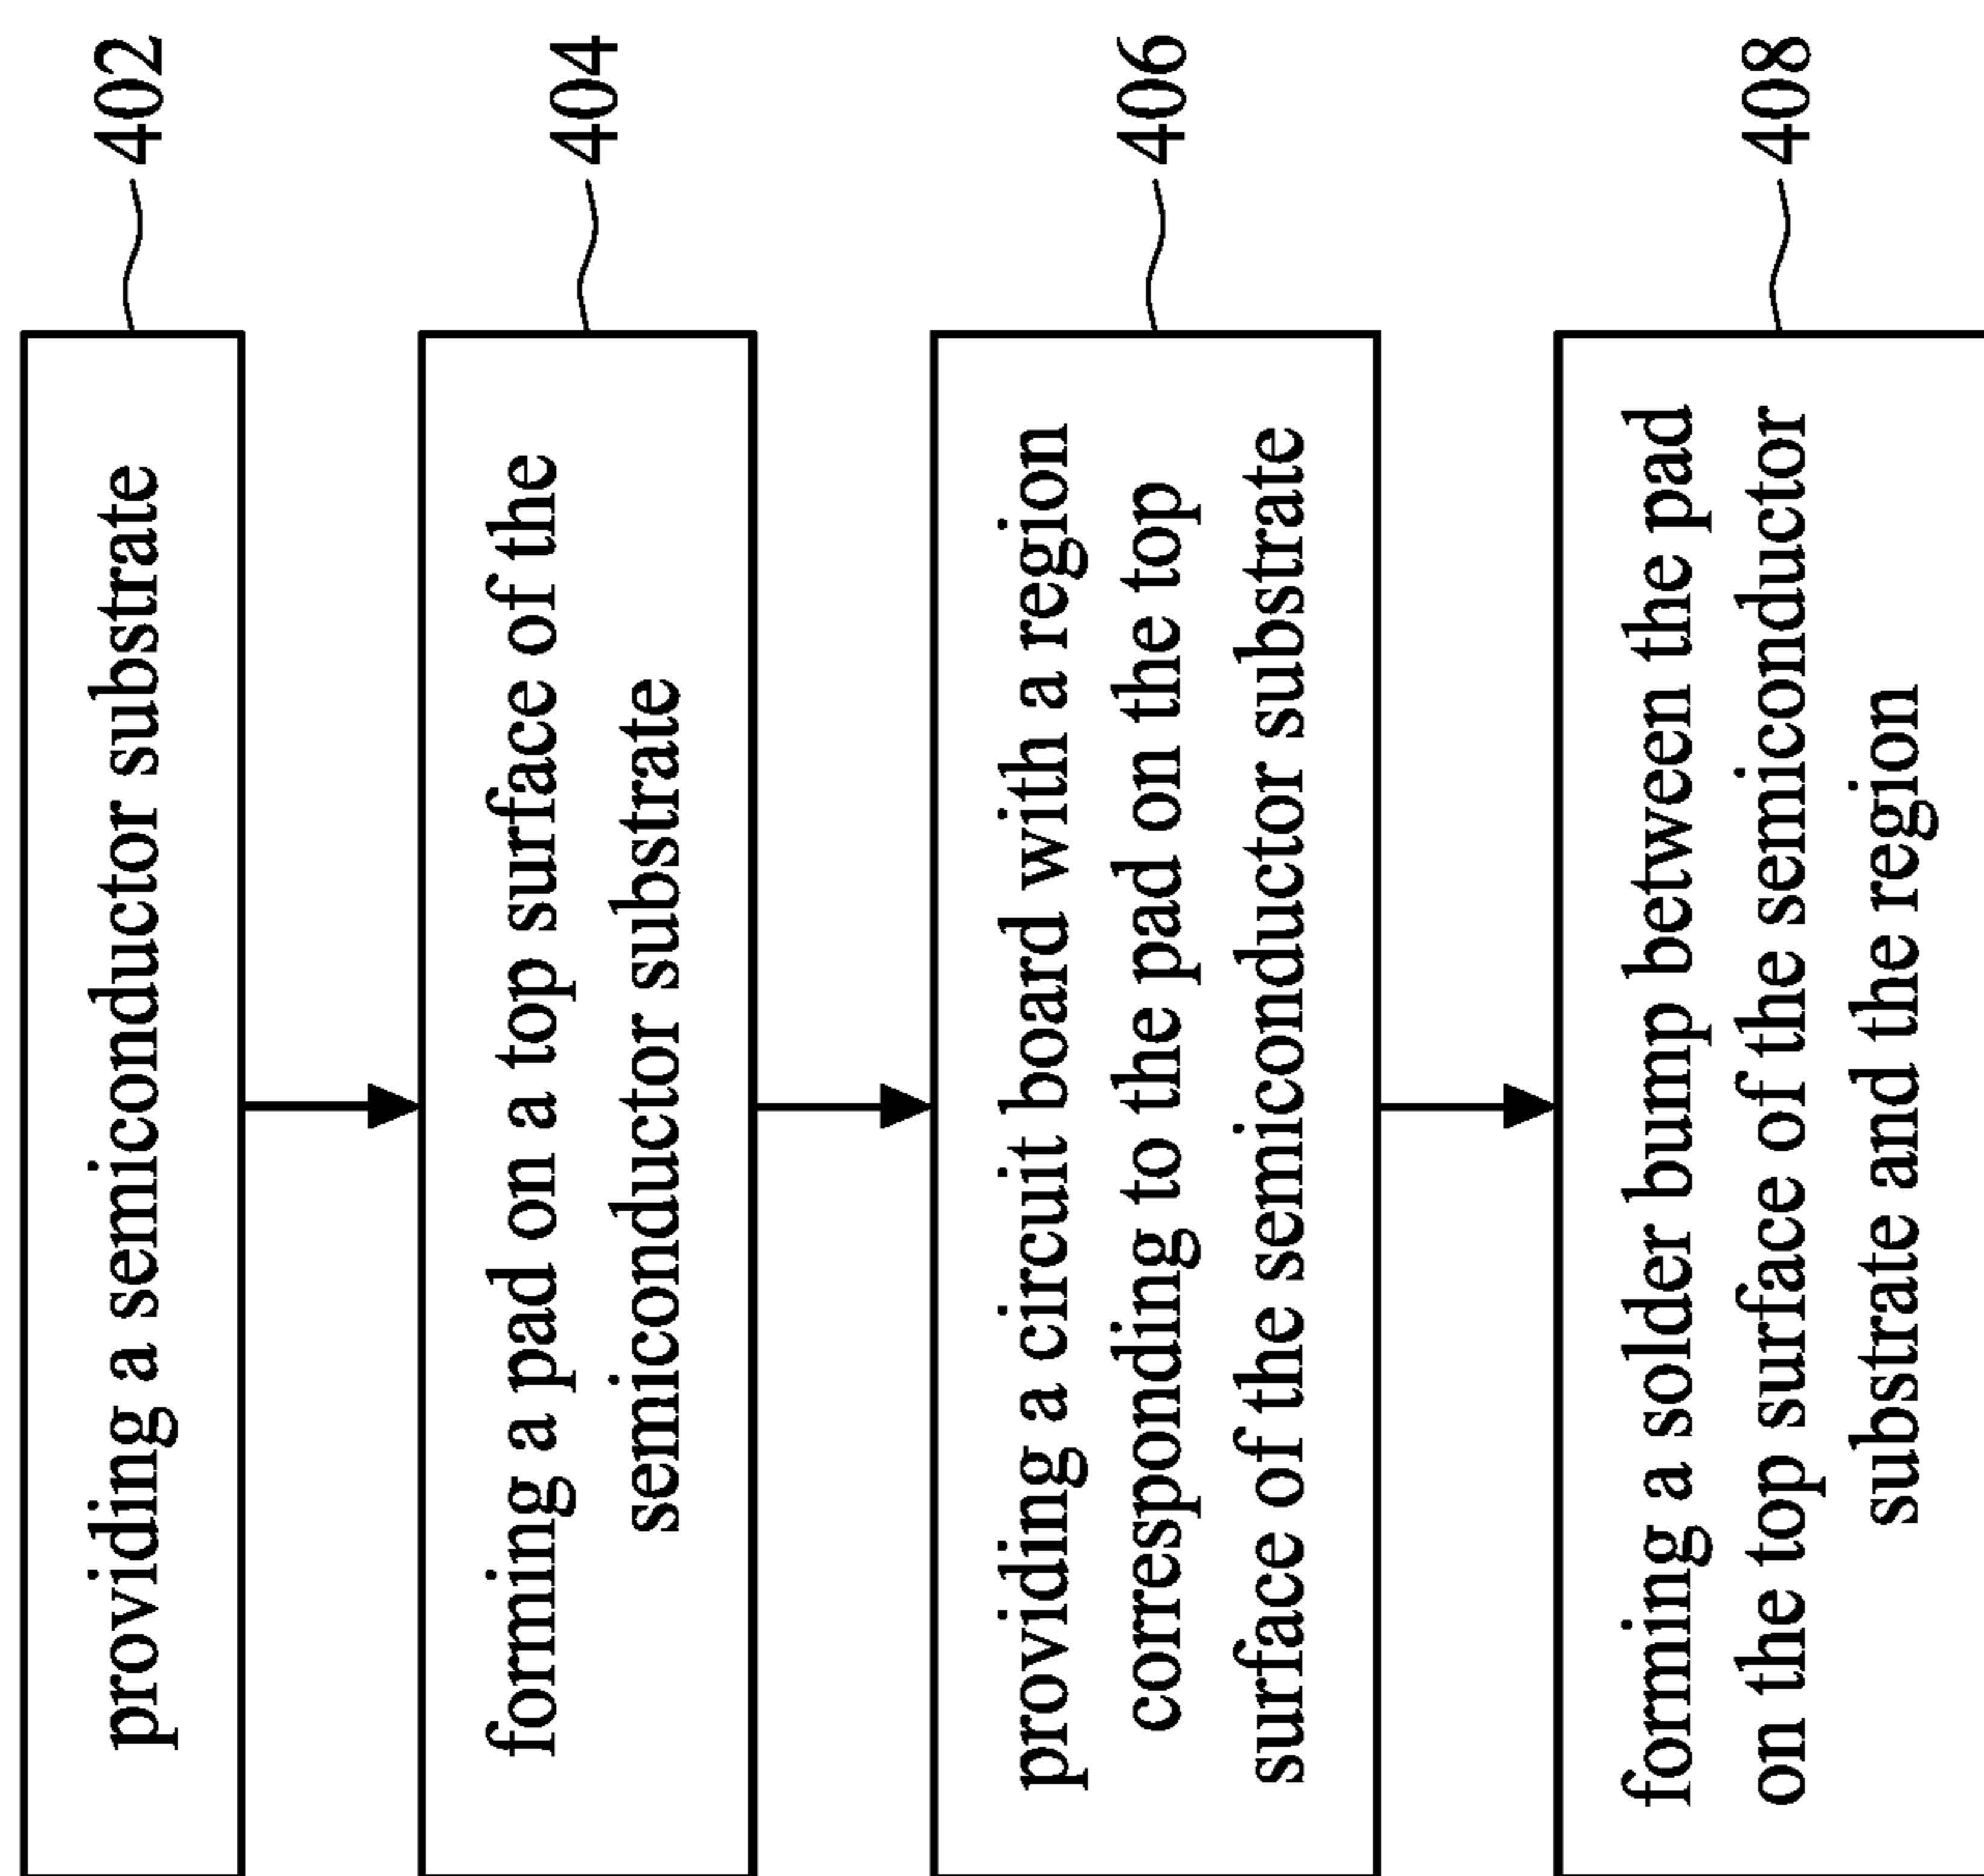 providing a semiconductor substrate
402
forming a pad on a top surface of the
semiconductor substrate
404
providing a circuit board with a region
corresponding to the pad on the top
surface of the semiconductor substrate
406
forming a solder bump between the pad
on the top surface of the semiconductor
substrate and the region
408